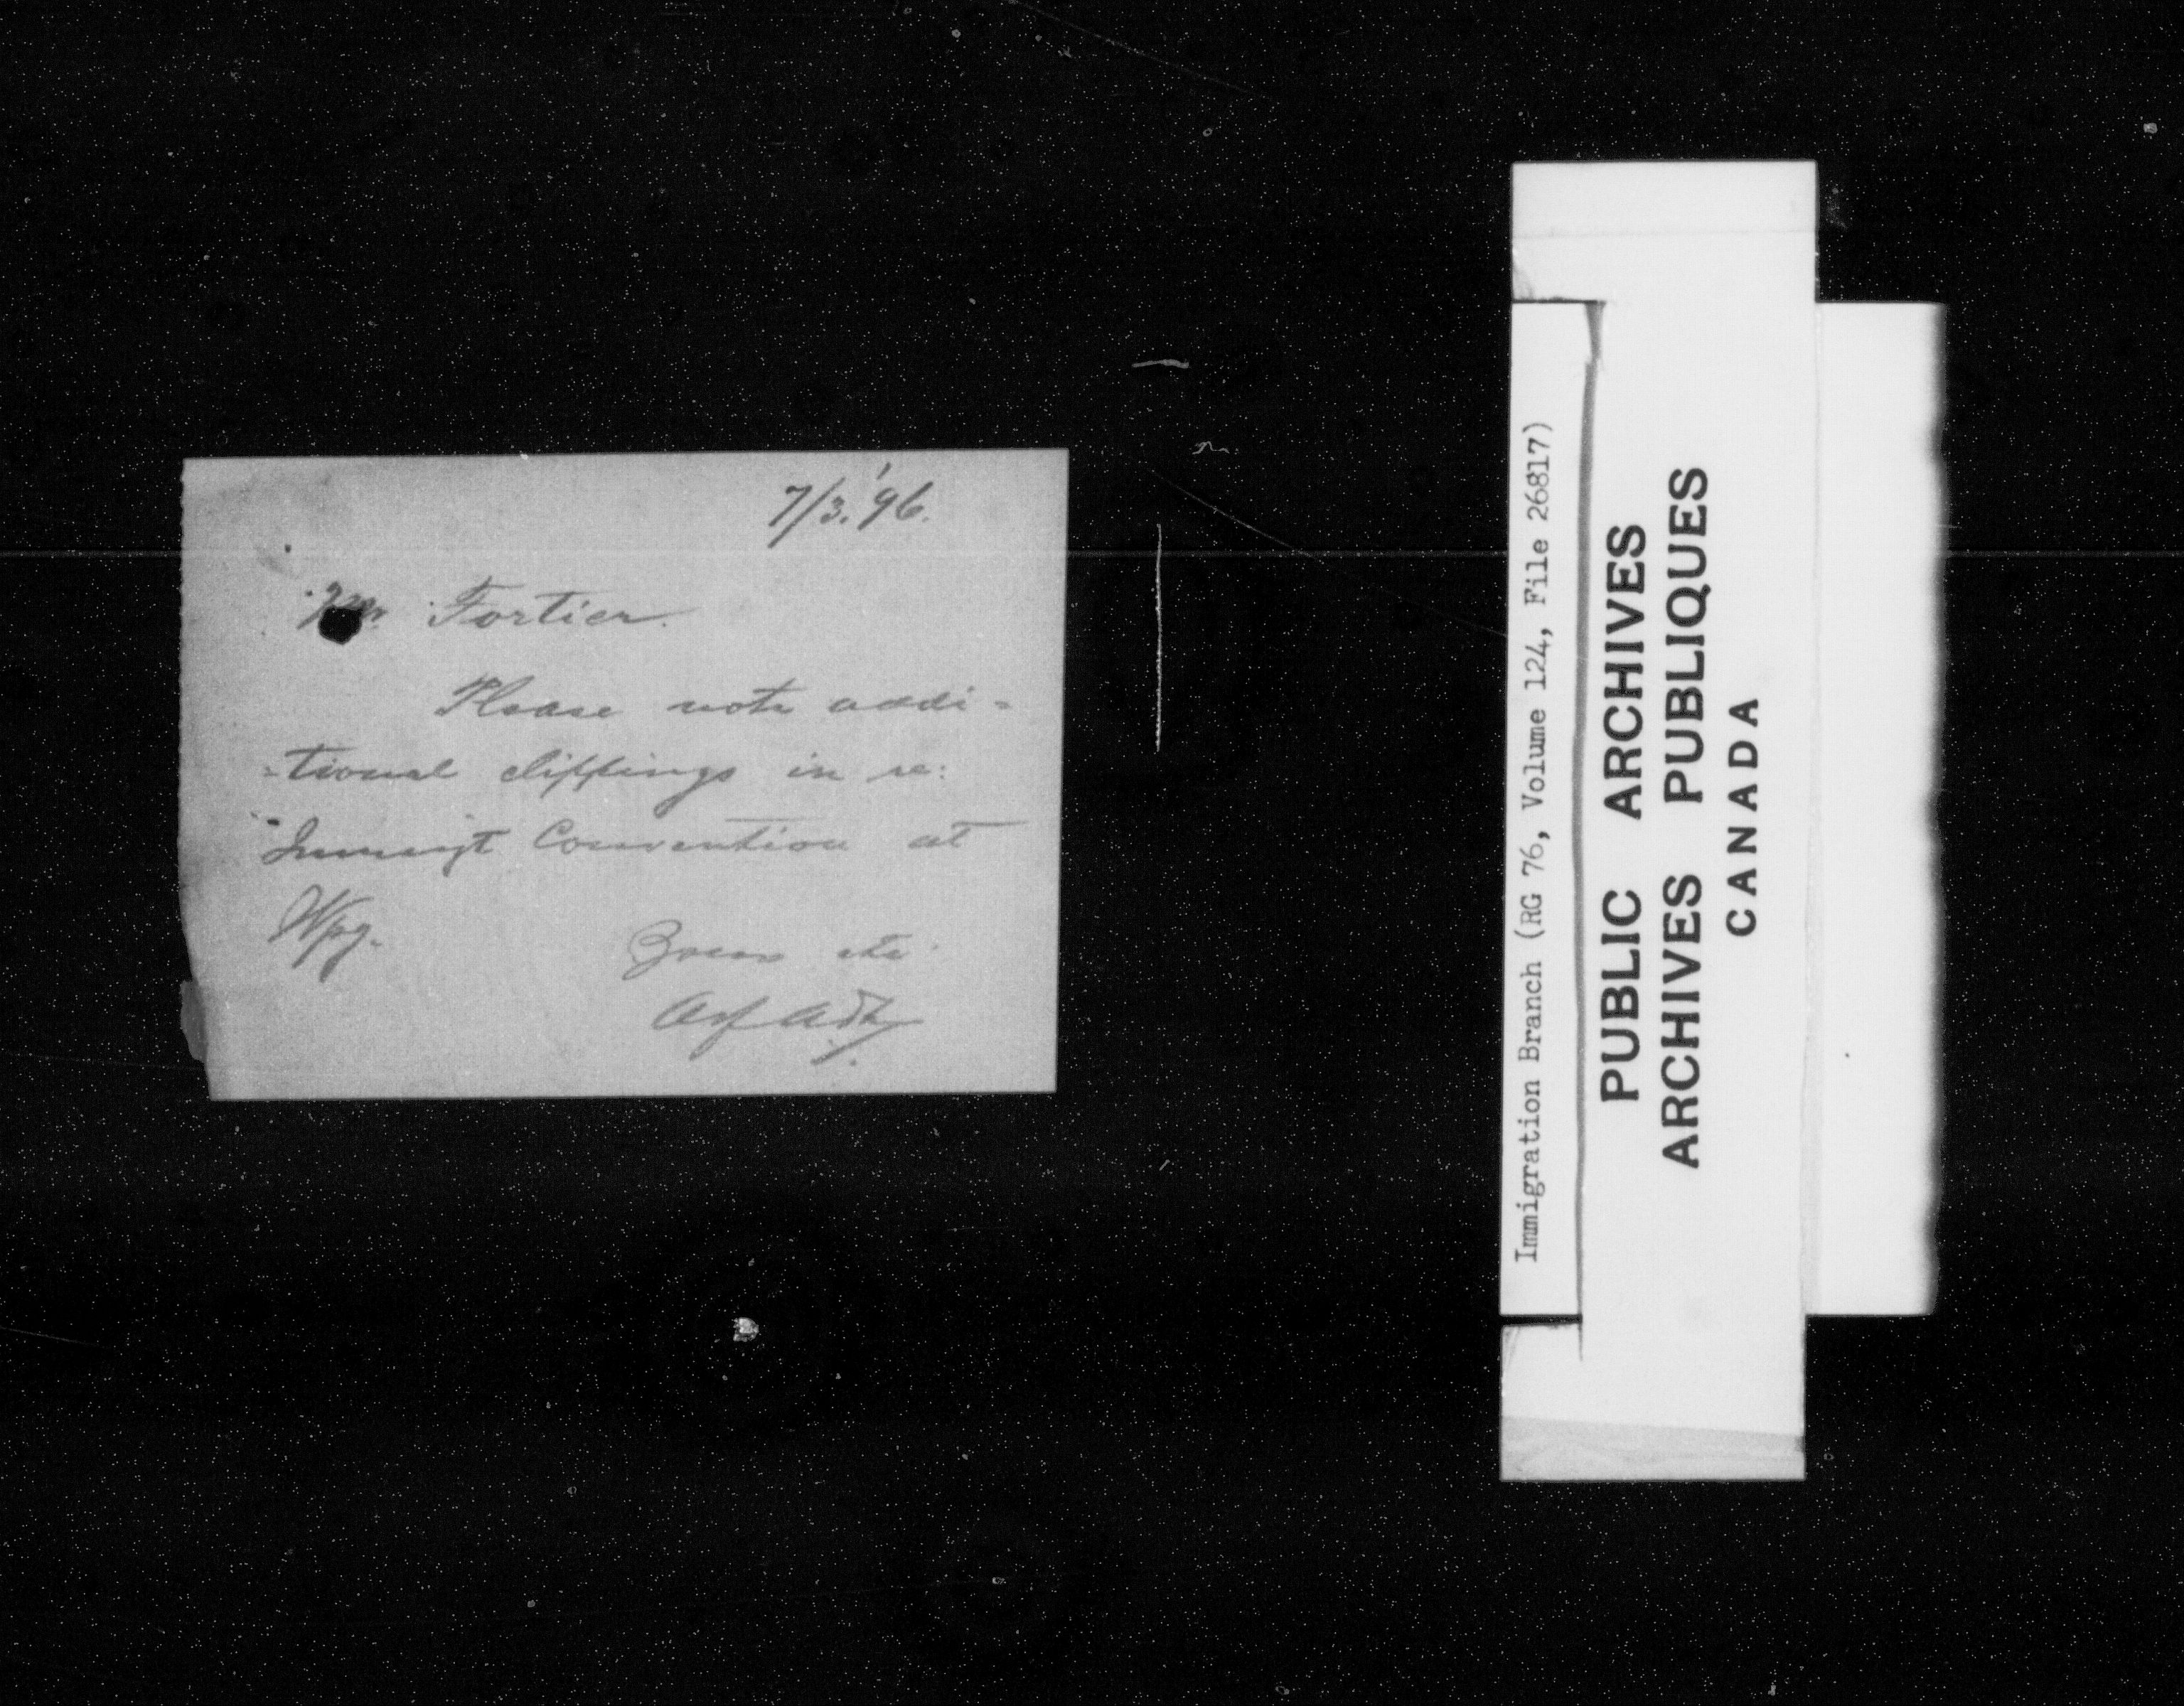 7/3.'96.
Mr. Fortier.
Please note addi-
-tional clippings in re:
Immigt Convention at
Wpg.
Yours etc
Immigration Branch (RG 76, Volume 124, File 26817)
PUBLIC ARCHIVES
ARCHIVES PUBLIQUES
CANADA